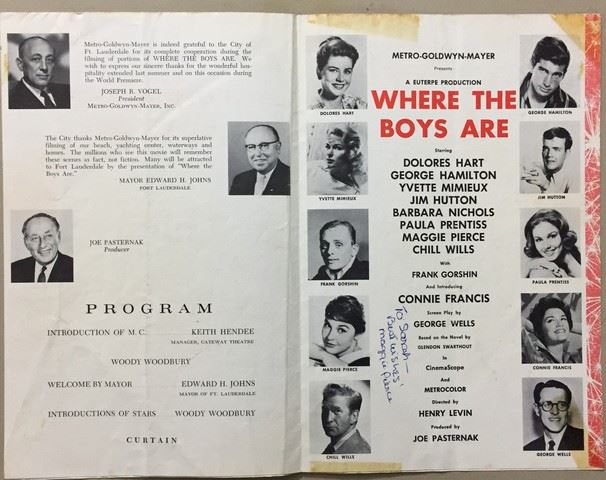 Metro-Goldwyn-Mayer is indeed grateful to the City of
Ft. Lauderdale for its complete cooperation during the
filming of portions of WHERE THE BOYS ARE. We
wish to express our sincere thanks for the wonderful hos-
pitality extended last summer and on this occasion during
the World Premiere.
JOSEPH R. VOGEL
President
METRO-GOLDWYN-MAYER, INC.
The City thanks Metro-Goldwyn-Mayer for its superlative
filming of our beach, yachting center, waterways and
homes. The millions who see this movie will remember
these scenes as fact, not fiction. Many will be attracted
to Fort Lauderdale by the presentation of "Where the
Boys Are."
MAYOR EDWARD H. JOHNS
FORT LAUDERDALE
JOE PASTERNAK
Producer
PROGRAM
INTRODUCTION OF M. C. KEITH HENDEE
MANAGER, GATEWAY THEATRE
WOODY WOODBURY
WELCOME BY MAYOR EDWARD H. JOHNS
MAYOR OF FT. LAUDERDALE
INTRODUCTIONS OF STARS WOODY WOODBURY
CURTAIN
METRO-GOLDWYN-MAYER
Presents
A EUTERPE PRODUCTION
WHERE THE
BOYS ARE
Starring
DOLORES HART
GEORGE HAMILTON
YVETTE MIMIEUX
JIM HUTTON
BARBARA NICHOLS
PAULA PRENTISS
MAGGIE PIERCE
CHILL WILLS
With
FRANK GORSHIN
And Introducing
CONNIE FRANCIS
Screen Play by
GEORGE WELLS
Based on the Novel by
GLENDON SWARTHOUT
In
CinemaScope
And
METROCOLOR
Directed by
HENRY LEVIN
Produced by
JOE PASTERNAK
DOLORES HART
YVETTE MIMIEUX
FRANK GORSHIN
MAGGIE PIERCE
CHILL WILLS
GEORGE HAMILTON
JIM HUTTON
PAULA PRENTISS
CONNIE FRANCIS
GEORGE WELLS
To Sarah -
Best Wishes!
Maggie Pierce